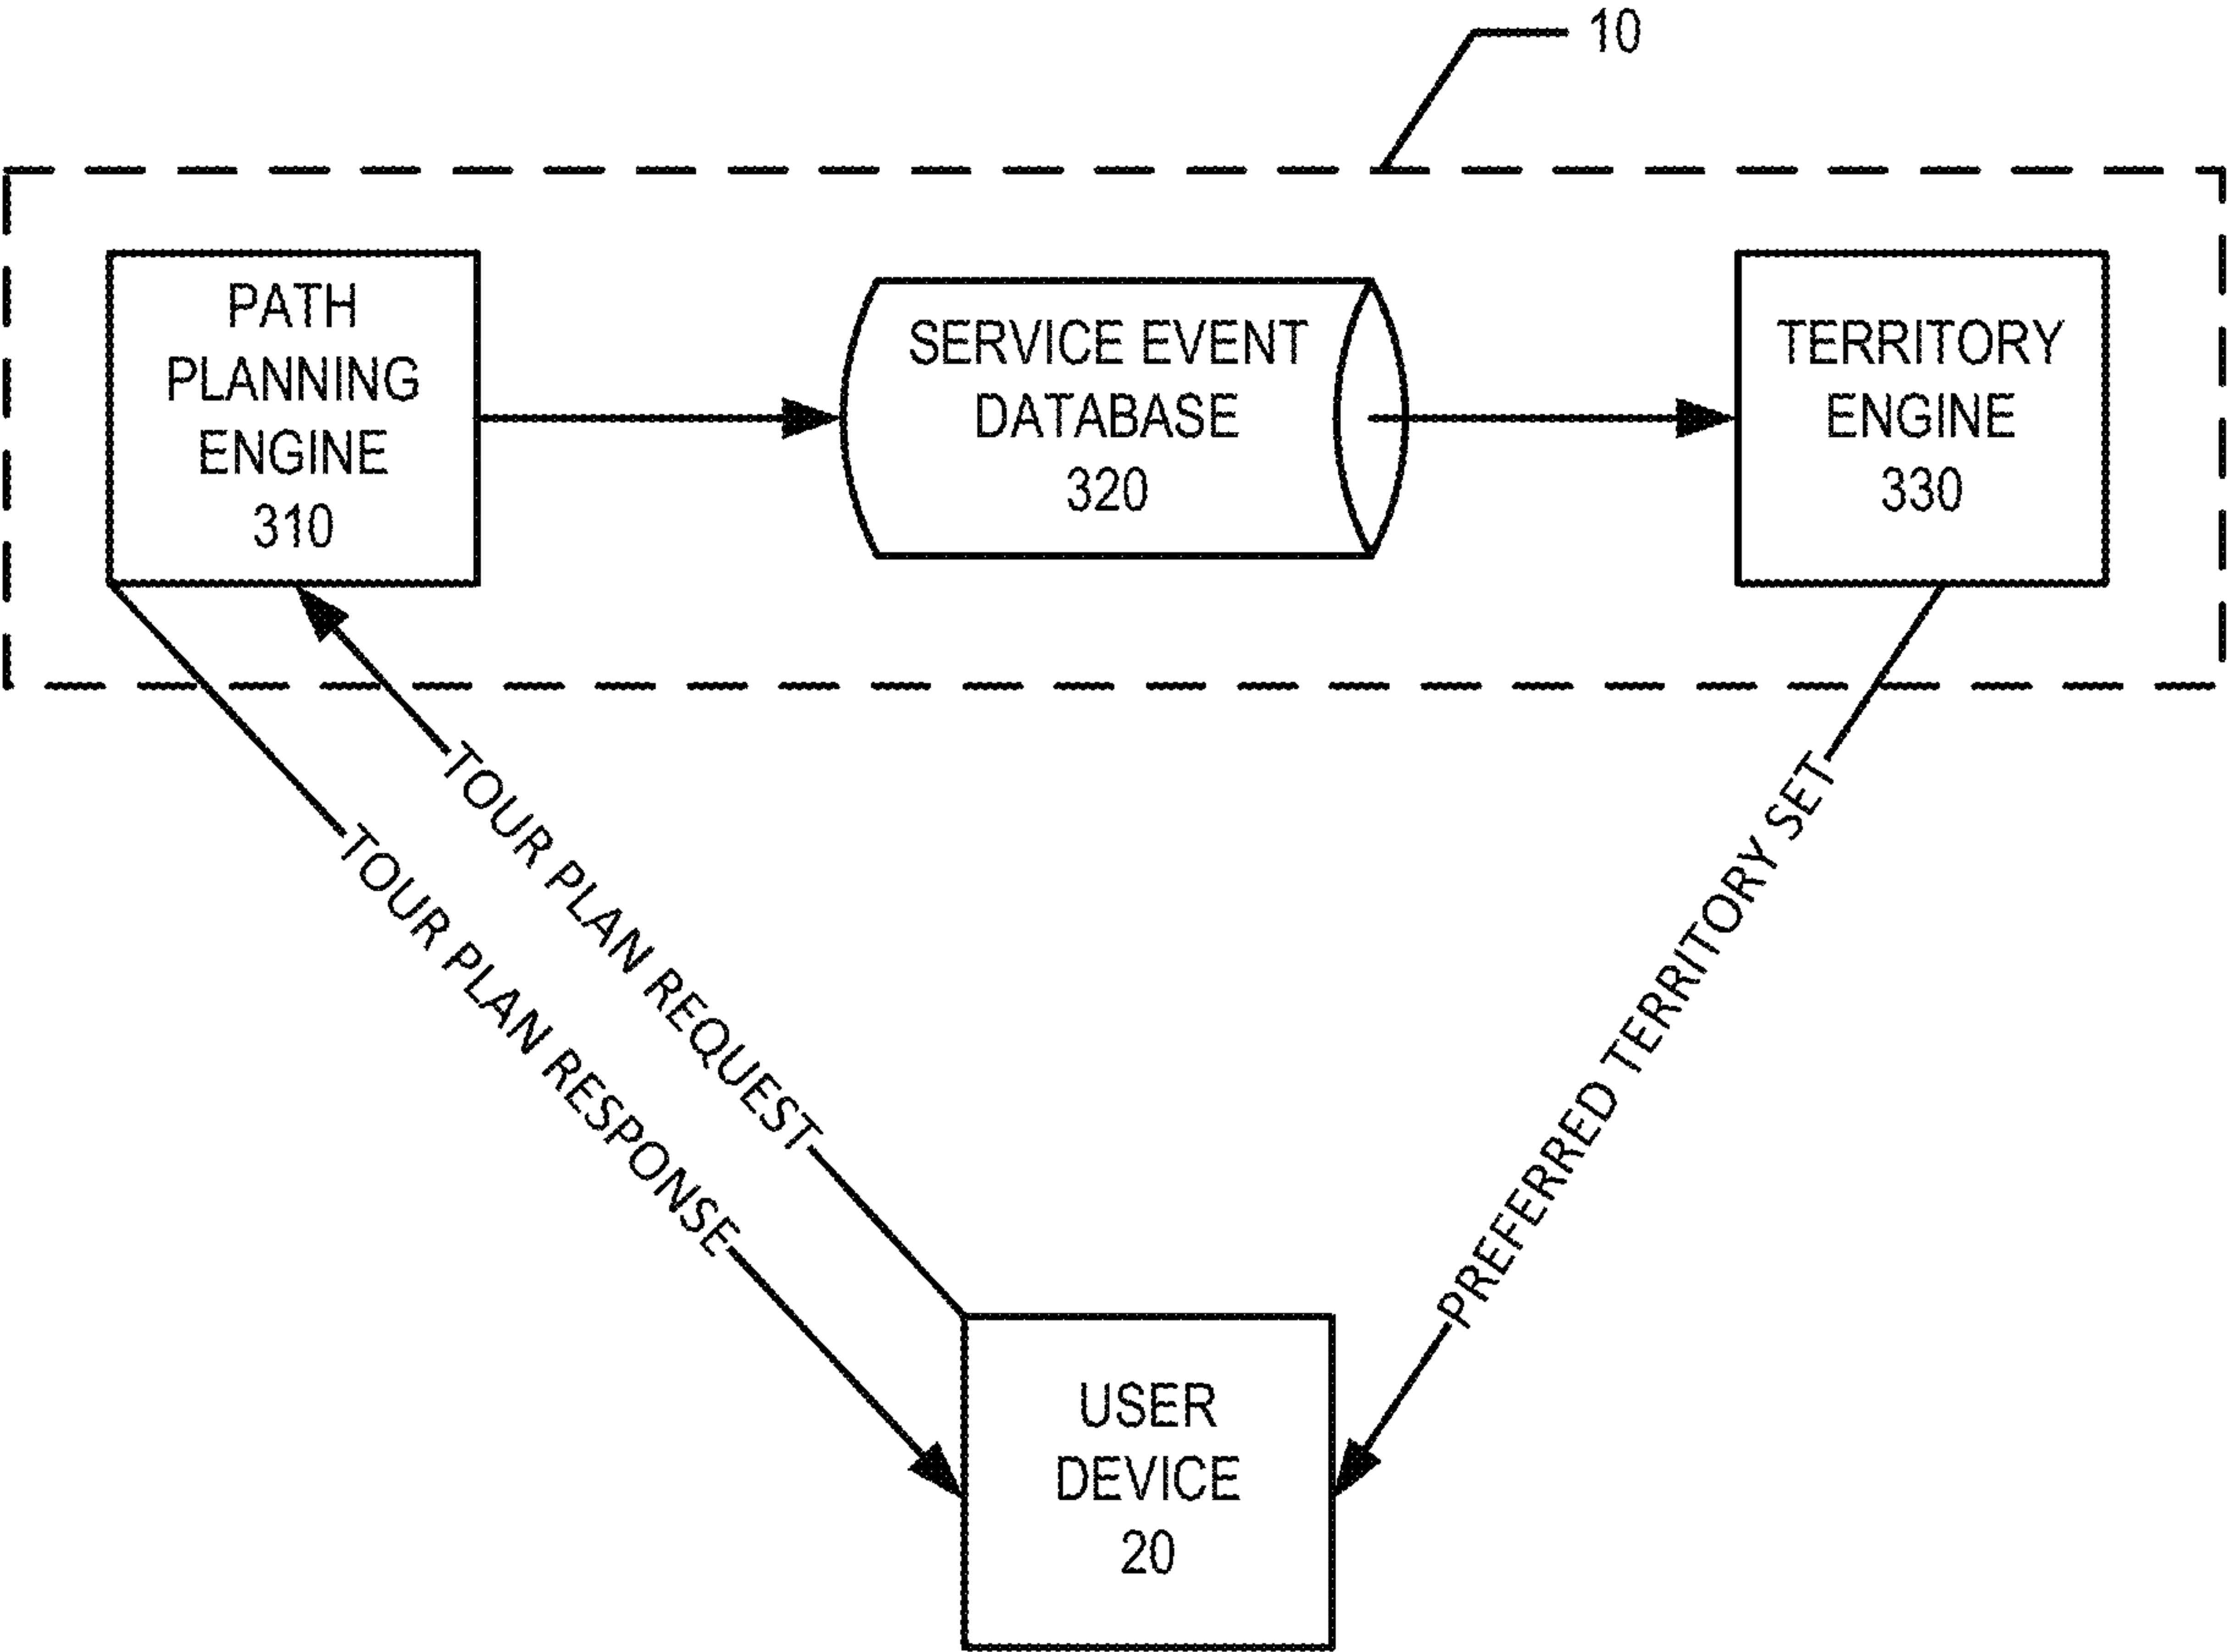 10
PATH
PLANNING
ENGINE
310
SERVICE EVENT
DATABASE
320
TERRITORY
ENGINE
330
TOUR PLAN REQUEST
TOUR PLAN RESPONSE
PREFERRED TERRITORY SET
USER
DEVICE
20